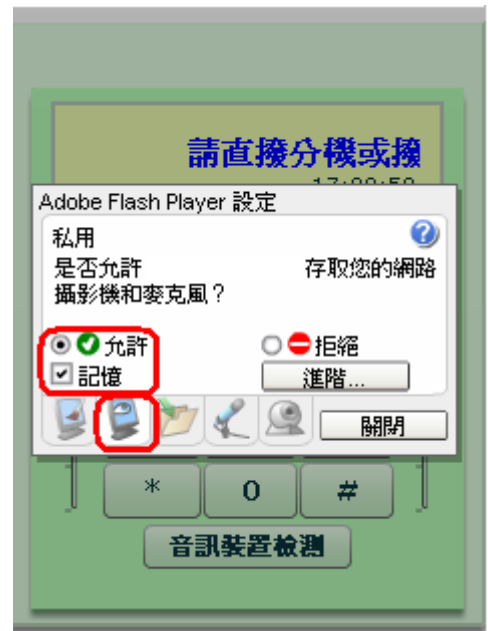 請直撥分機或撥
Adobe Flash Player 設定
私用
是否允許 存取您的網路
攝影機和麥克風？
允許 拒絕
記憶 進階...
關閉
* 0 #
音訊裝置檢測